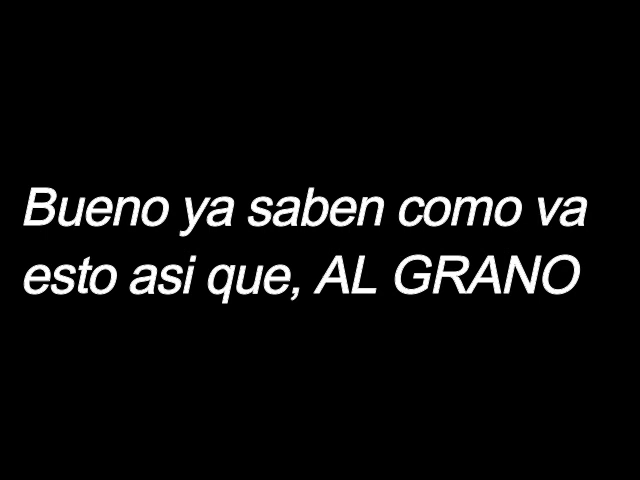 Bueno ya saben como va
esto asi que, AL GRANO